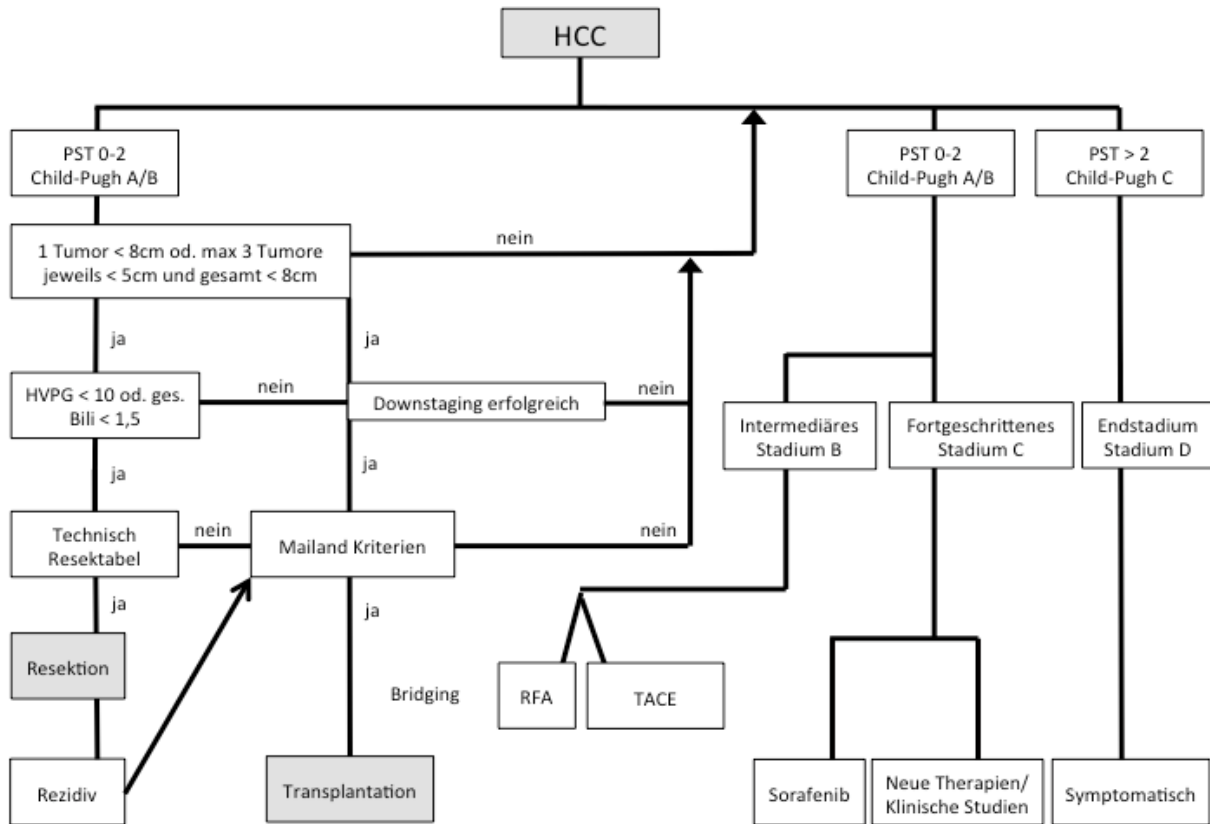 HCC
PST 0-2
Child-Pugh A/B
PST 0-2
Child-Pugh A/B
PST > 2
Child-Pugh C
1 Tumor < 8cm od. max 3 Tumore
jeweils < 5cm und gesamt < 8cm
nein
ja
ja
HVPG < 10 od. ges.
Bili < 1,5
nein
Downstaging erfolgreich
nein
Intermediäres
Stadium B
Fortgeschrittenes
Stadium C
Endstadium
Stadium D
ja
ja
Technisch
Resektabel
nein
Mailand Kriterien
nein
ja
ja
Resektion
Bridging
RFA
TACE
Rezidiv
Transplantation
Sorafenib
Neue Therapien/
Klinische Studien
Symptomatisch